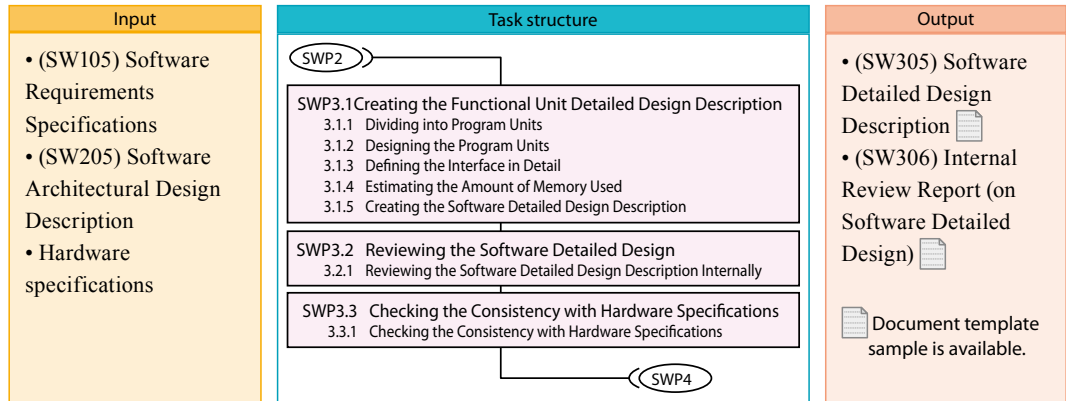 Input
• (SW105) Software
Requirements
Specifications
• (SW205) Software
Architectural Design
Description
• Hardware
specifications
Task structure
SWP2
SWP3.1Creating the Functional Unit Detailed Design Description
3.1.1 Dividing into Program Units
3.1.2 Designing the Program Units
3.1.3 Defining the Interface in Detail
3.1.4 Estimating the Amount of Memory Used
3.1.5 Creating the Software Detailed Design Description
SWP3.2 Reviewing the Software Detailed Design
3.2.1 Reviewing the Software Detailed Design Description Internally
SWP3.3 Checking the Consistency with Hardware Specifications
3.3.1 Checking the Consistency with Hardware Specifications
SWP4
Output
• (SW305) Software
Detailed Design
Description
• (SW306) Internal
Review Report (on
Software Detailed
Design)
Document template
sample is available.